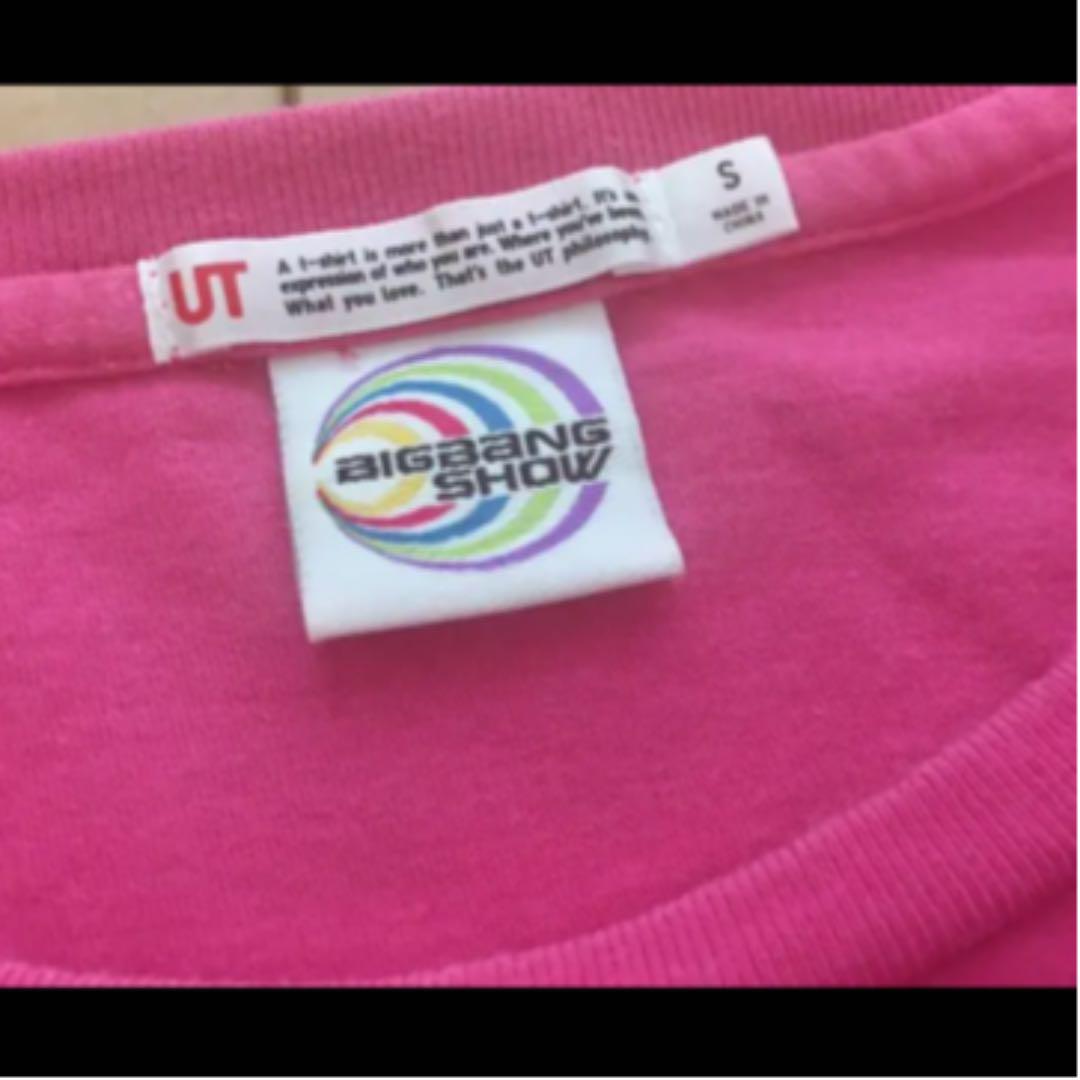 UT
A t-shirt is more than just a t-shirt. It's an
expression of who you are. Where you've been.
What you love. That's the UT philosophy.
S
MADE IN
CHINA
BIGBANG
SHOW